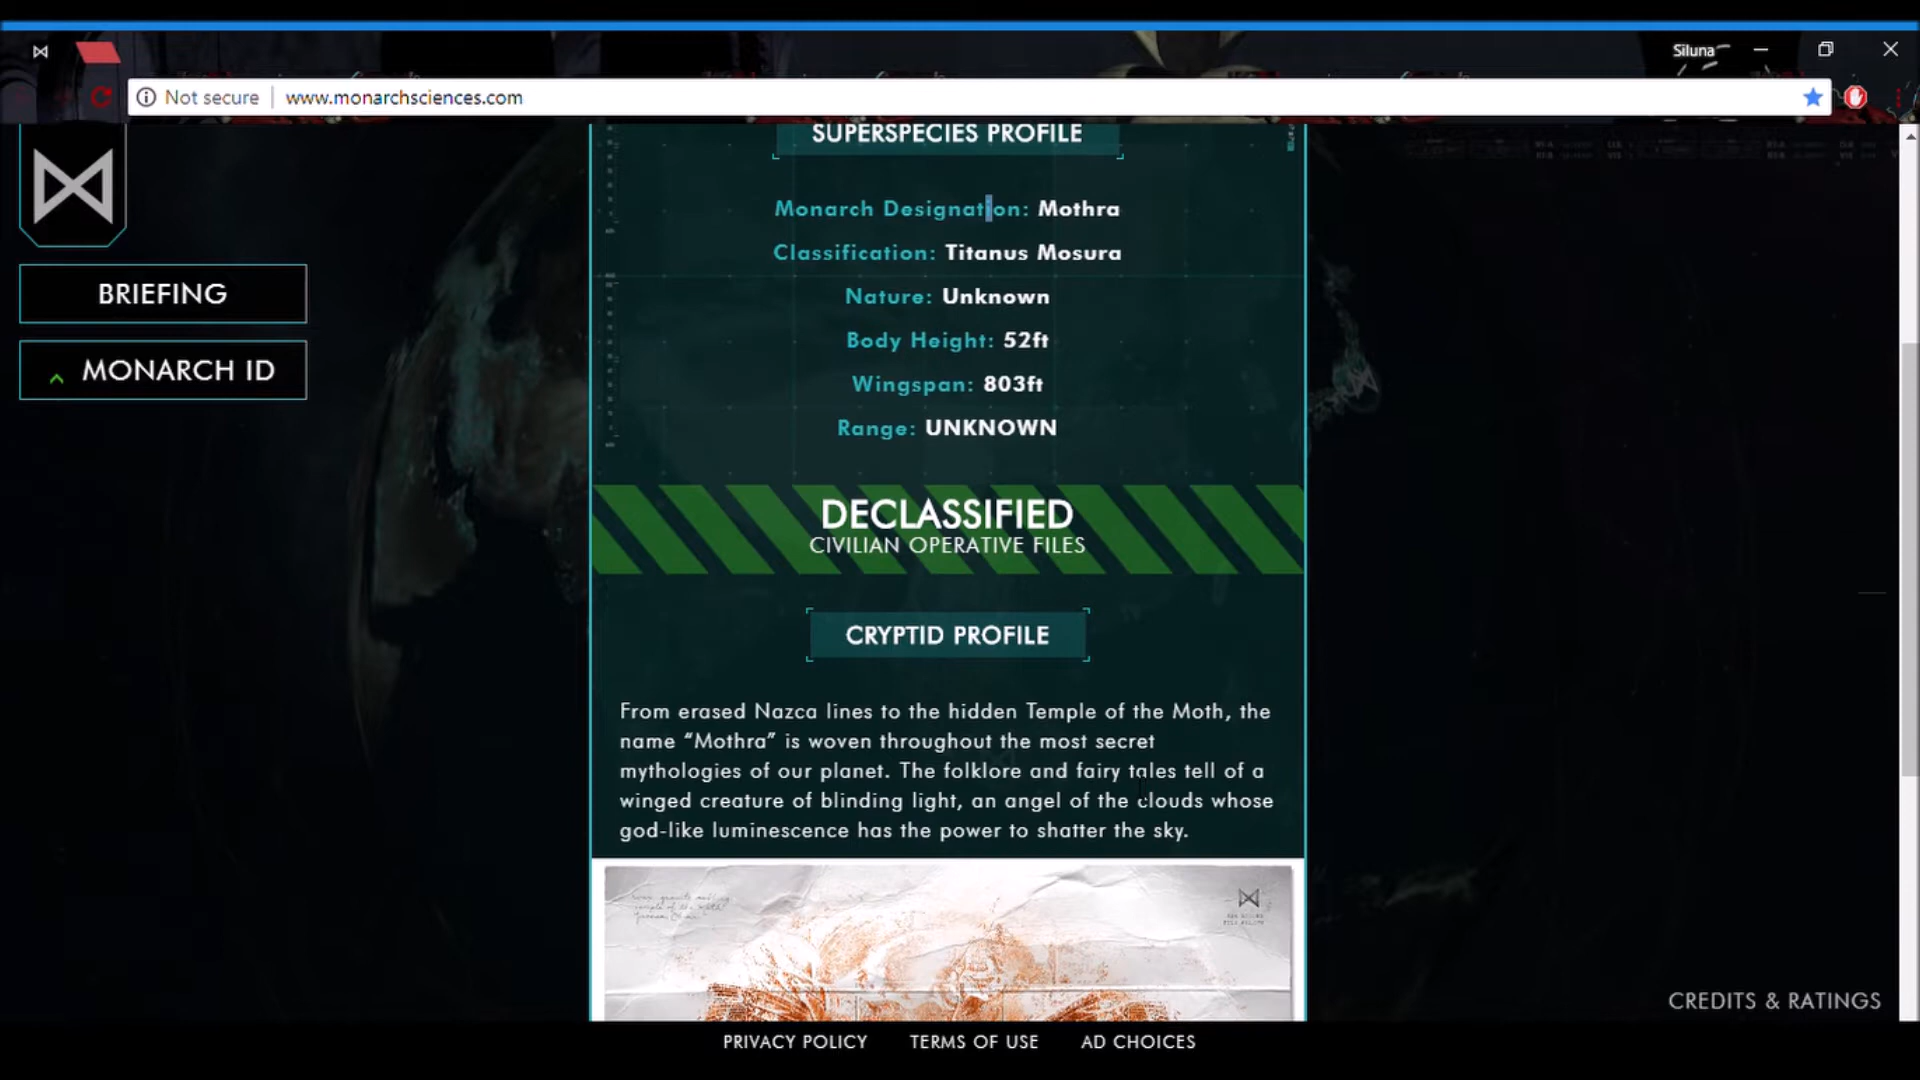 Siluna
Not secure www.monarchsciences.com
SUPERSPECIES PROFILE
Monarch Designation: Mothra
Classification: Titanus Mosura
BRIEFING
Nature: Unknown
Body Height: 52ft
MONARCH ID
Wingspan: 803ft
Range: UNKNOWN
DECLASSIFIED
CIVILIAN OPERATIVE FILES
CRYPTID PROFILE
From erased Nazca lines to the hidden Temple of the Moth, the
name “Mothra” is woven throughout the most secret
mythologies of our planet. The folklore and fairy tales tell of a
winged creature of blinding light, an angel of the clouds whose
god-like luminescence has the power to shatter the sky.
CREDITS & RATINGS
PRIVACY POLICY TERMS OF USE AD CHOICES